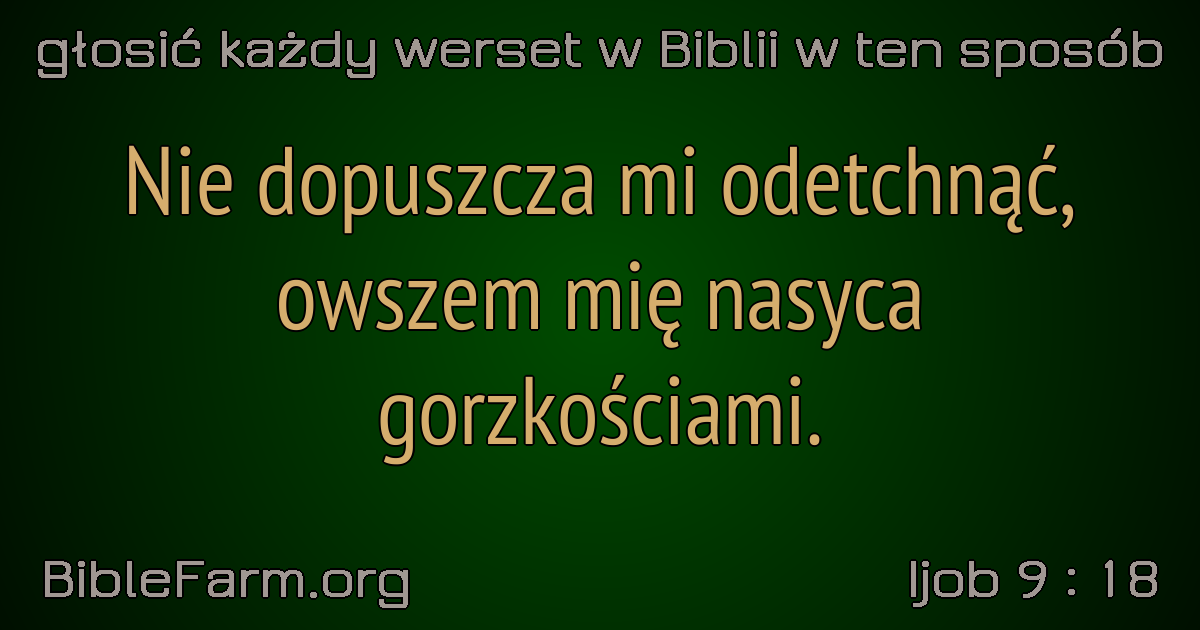 głosić każdy werset w Biblii w ten sposób
Nie dopuszcza mi odetchnąć,
owszem mię nasyca
gorzkościami.
BibleFarm.org
Ijob 9 : 18